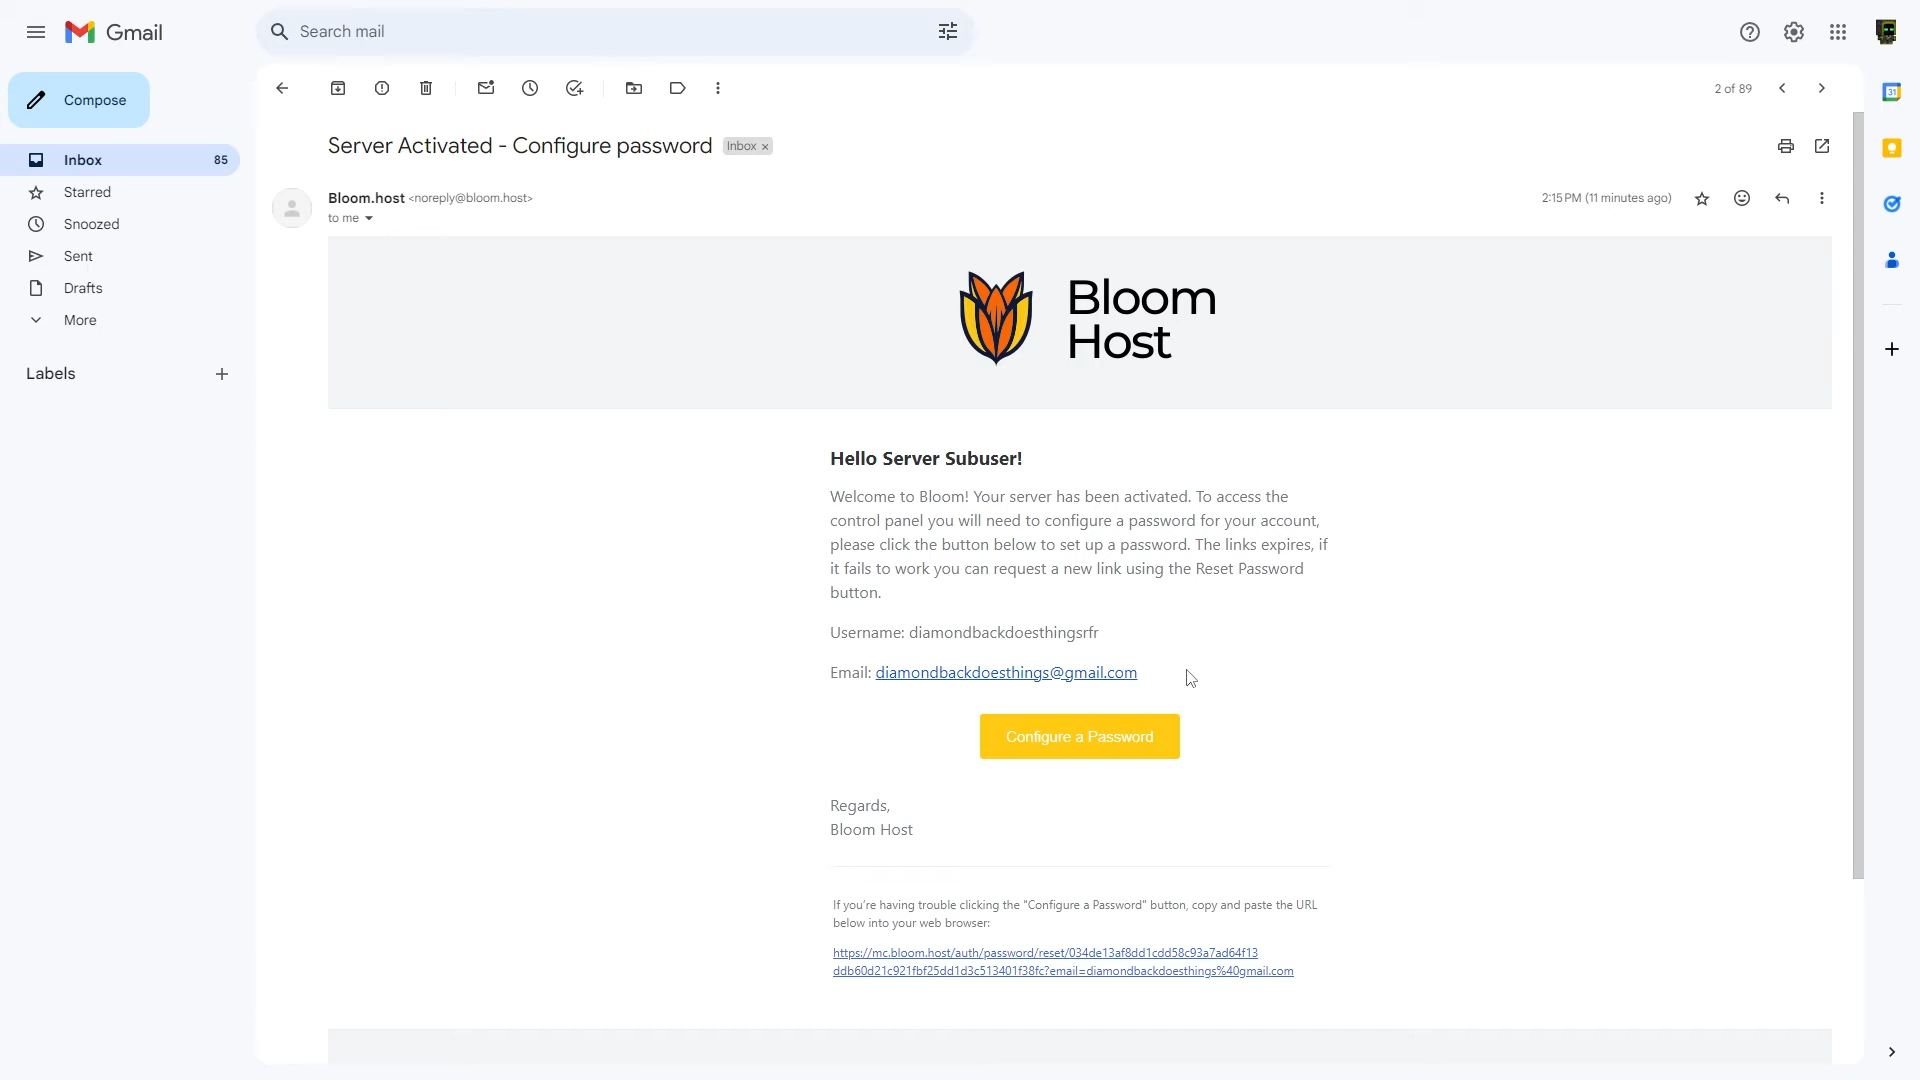 Gmail
Search mail
Compose
Inbox 85
Starred
Snoozed
Sent
Drafts
More
Labels
2 of 89
Server Activated - Configure password Inbox ×
Bloom.host <noreply@bloom.host> 2:15 PM (11 minutes ago)
to me
Bloom
Host
Hello Server Subuser!
Welcome to Bloom! Your server has been activated. To access the
control panel you will need to configure a password for your account,
please click the button below to set up a password. The links expires, if
it fails to work you can request a new link using the Reset Password
button.
Username: diamondbackdoesthingsrfr
Email: diamondbackdoesthings@gmail.com
Configure a Password
Regards,
Bloom Host
If you're having trouble clicking the "Configure a Password" button, copy and paste the URL
below into your web browser:
https://mc.bloom.host/auth/password/reset/034de13af8dd1cdd58c93a7ad64f13
ddb60d21c921fbf25dd1d3c513401f38fc?email=diamondbackdoesthings%40gmail.com
31